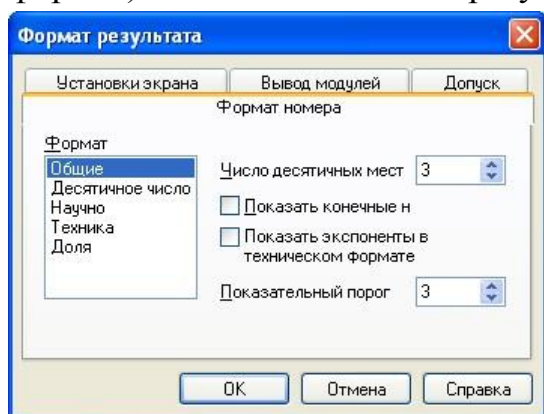 Формат результата
Установки экрана Вывод модулей Допуск
Формат номера
Формат
Общие
Десятичное число
Научно
Техника
Доля
Число десятичных мест 3
Показать конечные н
Показать экспоненты в
техническом формате
Показательный порог 3
OK Отмена Справка